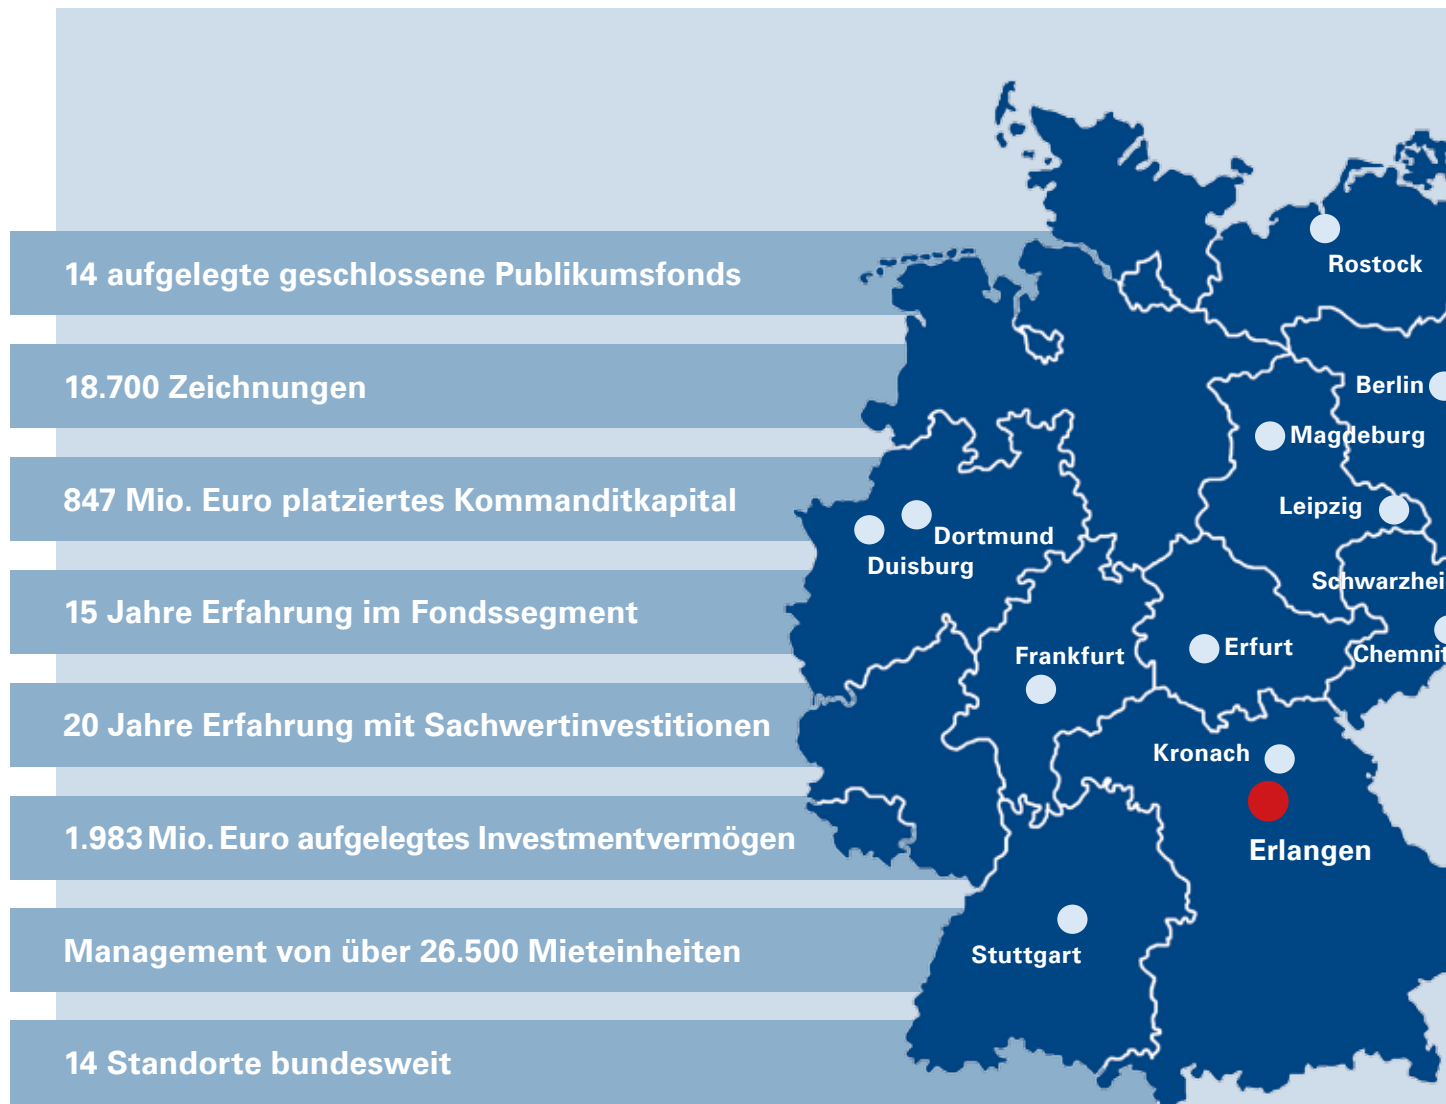 14 aufgelegte geschlossene Publikumsfonds
18.700 Zeichnungen
847 Mio. Euro platziertes Kommanditkapital
15 Jahre Erfahrung im Fondssegment
20 Jahre Erfahrung mit Sachwertinvestitionen
1.983 Mio. Euro aufgelegtes Investmentvermögen
Management von über 26.500 Mieteinheiten
14 Standorte bundesweit
Rostock
Berlin
Magdeburg
Leipzig
Dortmund
Duisburg
Schwarzhei
Erfurt
Chemnit
Frankfurt
Kronach
Erlangen
Stuttgart